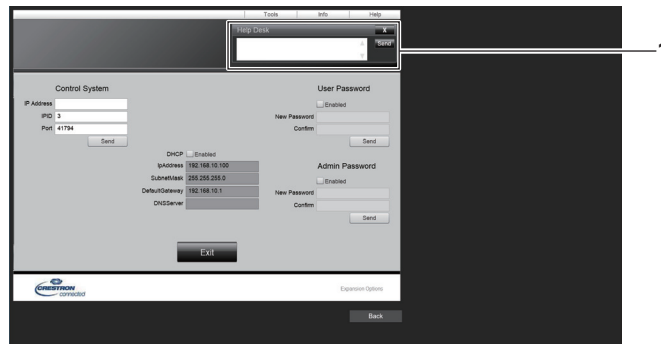 Tools Info Help
Help Desk X
Send
1
Control System
IP Address
IPID 3
Port 41794
Send
User Password
Enabled
New Password
Confirm
Send
DHCP Enabled
IpAddress 192.168.10.100
SubnetMask 255.255.255.0
DefaultGateway 192.168.10.1
DNSServer
Admin Password
Enabled
New Password
Confirm
Send
Exit
CRESTRON
connected
Expansion Options
Back